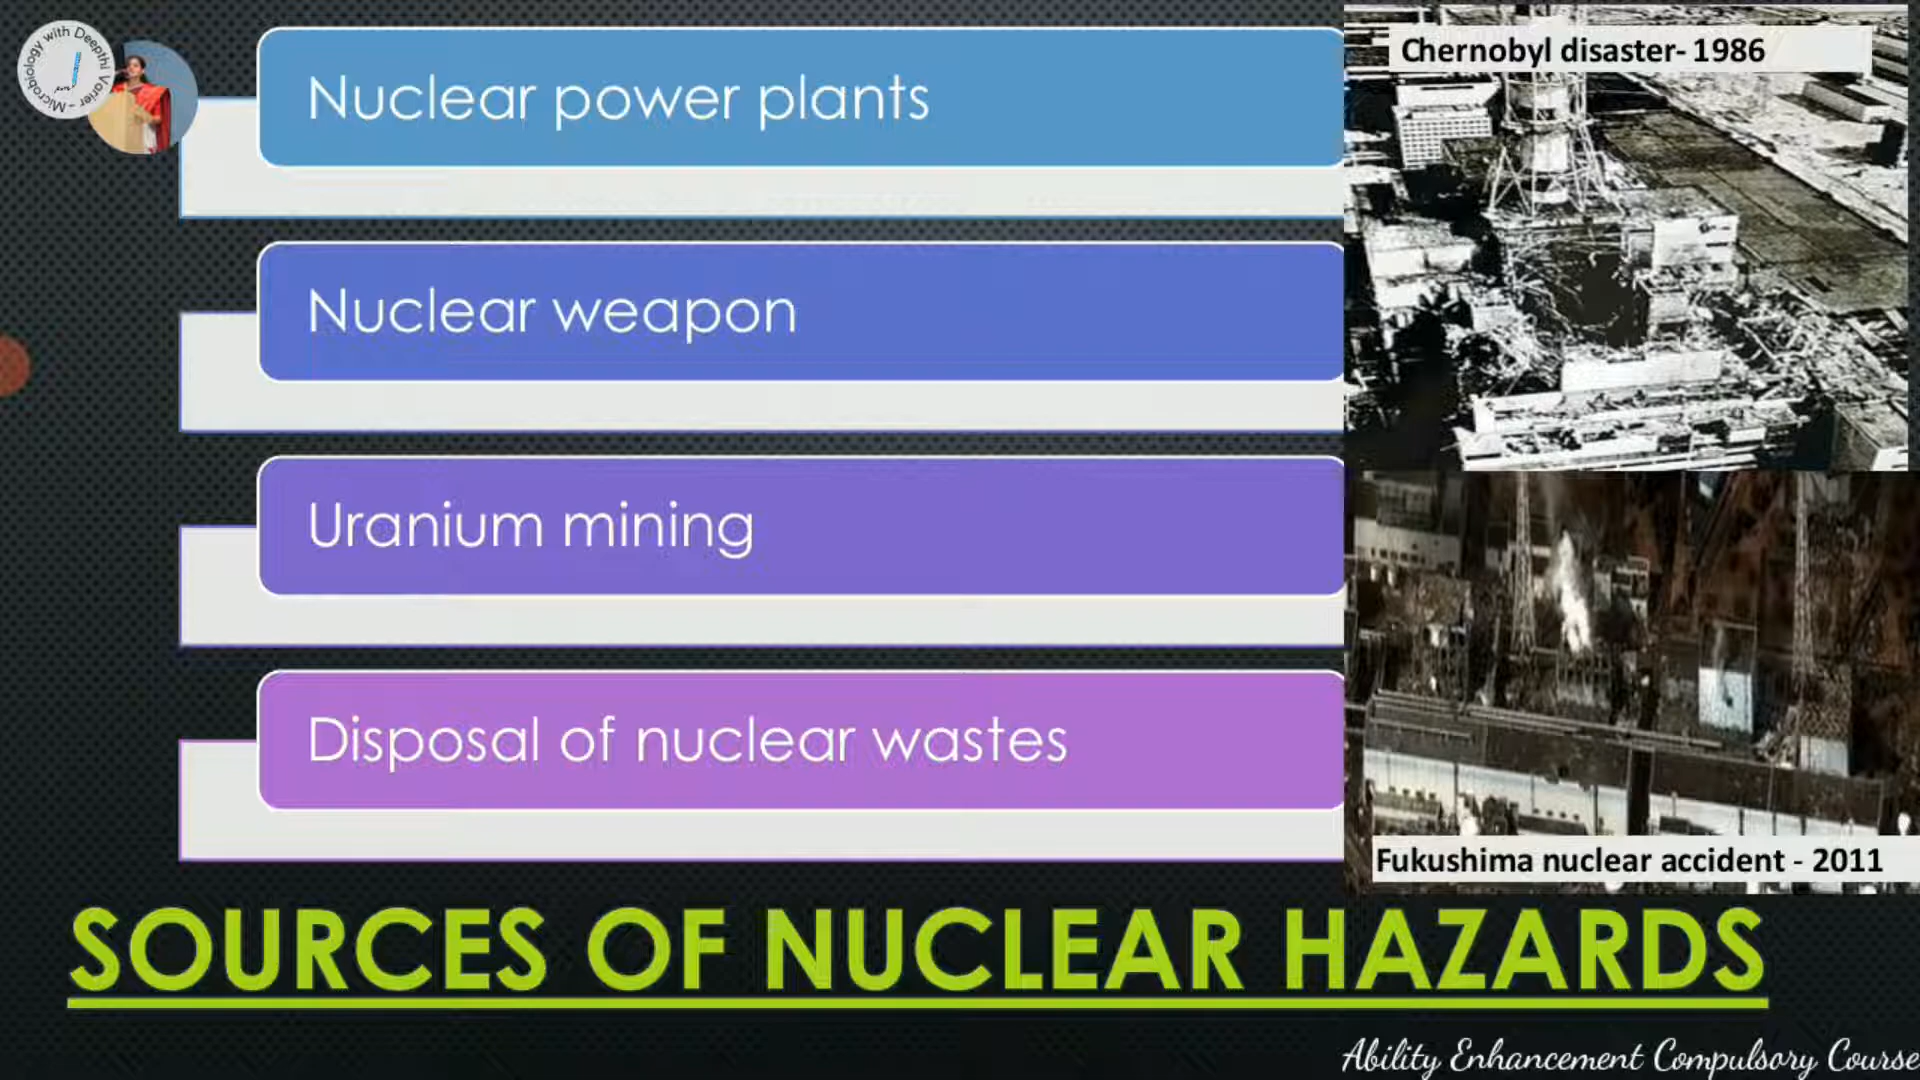 Microbiology with Deepthi Varier -
Nuclear power plants
Chernobyl disaster- 1986
Nuclear weapon
Uranium mining
Disposal of nuclear wastes
Fukushima nuclear accident - 2011
SOURCES OF NUCLEAR HAZARDS
Ability Enhancement Compulsory Course